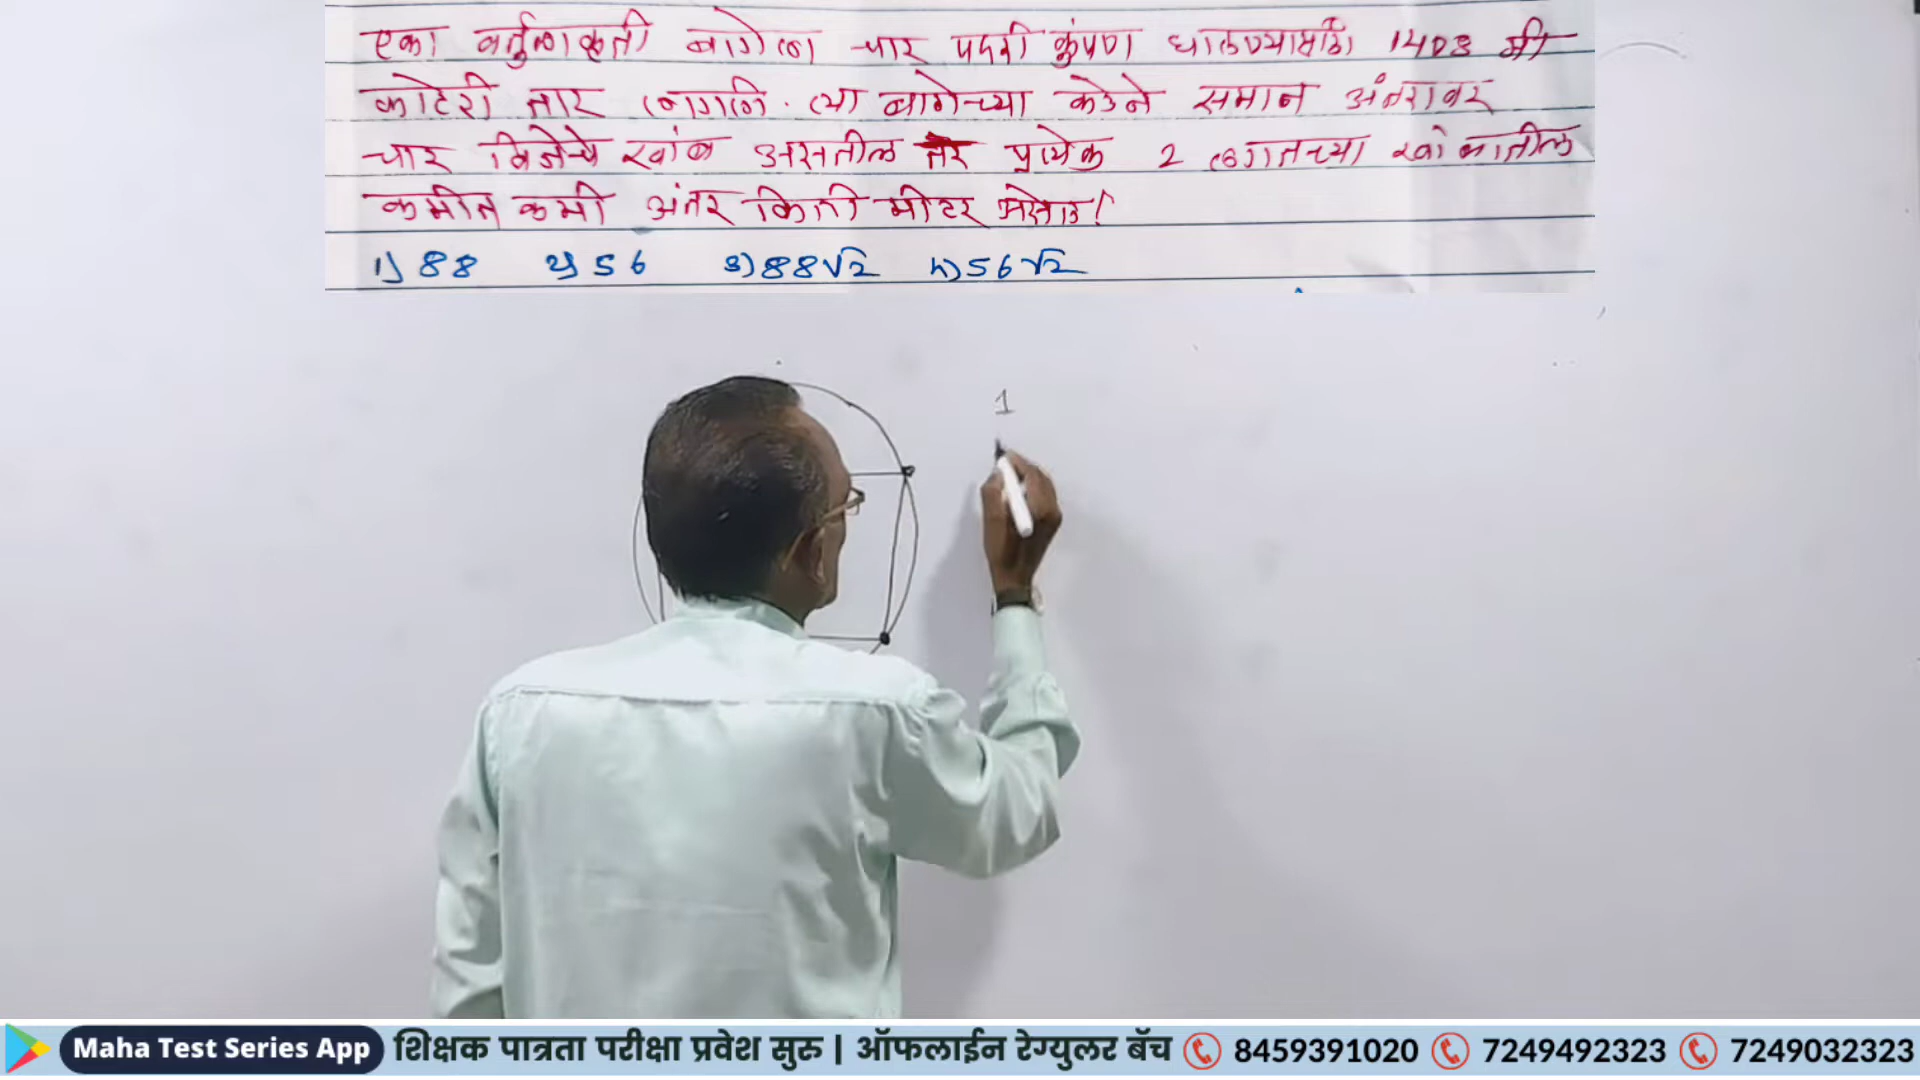 एका वर्तुळाकृती बागेला चार पदरी कुंपण घालण्यासाठी 1408 मी
काटेरी तार लागली. त्या बागेच्या कडेने समान अंतरावर
चार विजेचे खांब असतील तर प्रत्येक 2 लगतच्या खांबातील
कमीत कमी अंतर किती मीटर असेल?
1) 88 2) 56 3) 88√2 4) 56√2
1
Maha Test Series App शिक्षक पात्रता परीक्षा प्रवेश सुरु | ऑफलाईन रेग्युलर बॅच 8459391020 7249492323 7249032323